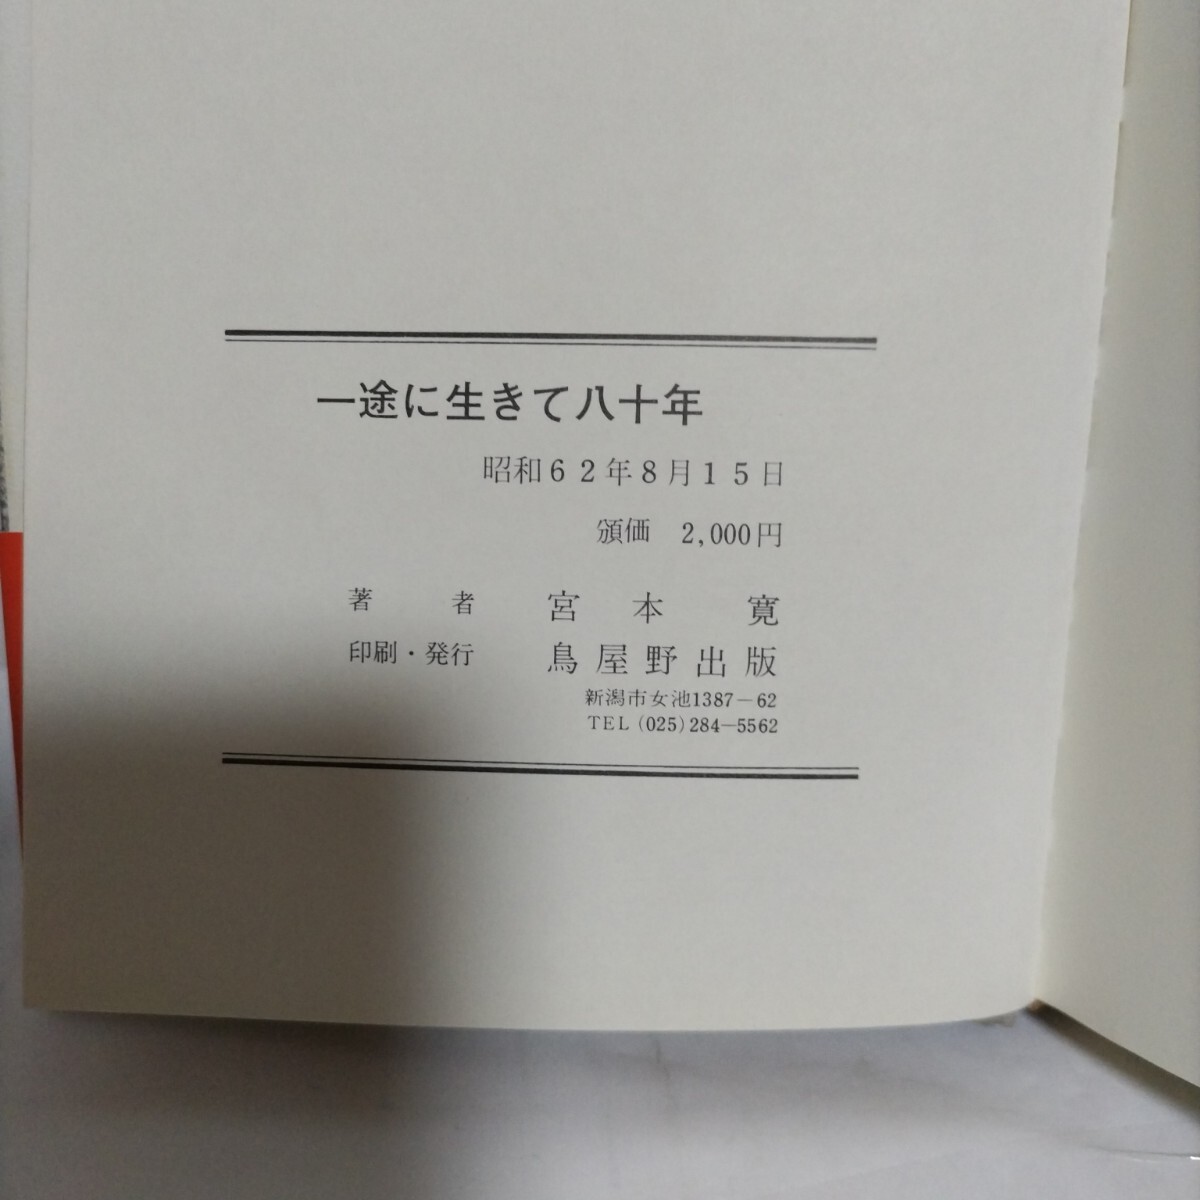 一途に生きて八十年
昭和６２年８月１５日
頒価 2,000円
著者 宮本寛
印刷・発行 鳥屋野出版
新潟市女池1387－62
TEL (025) 284－5562